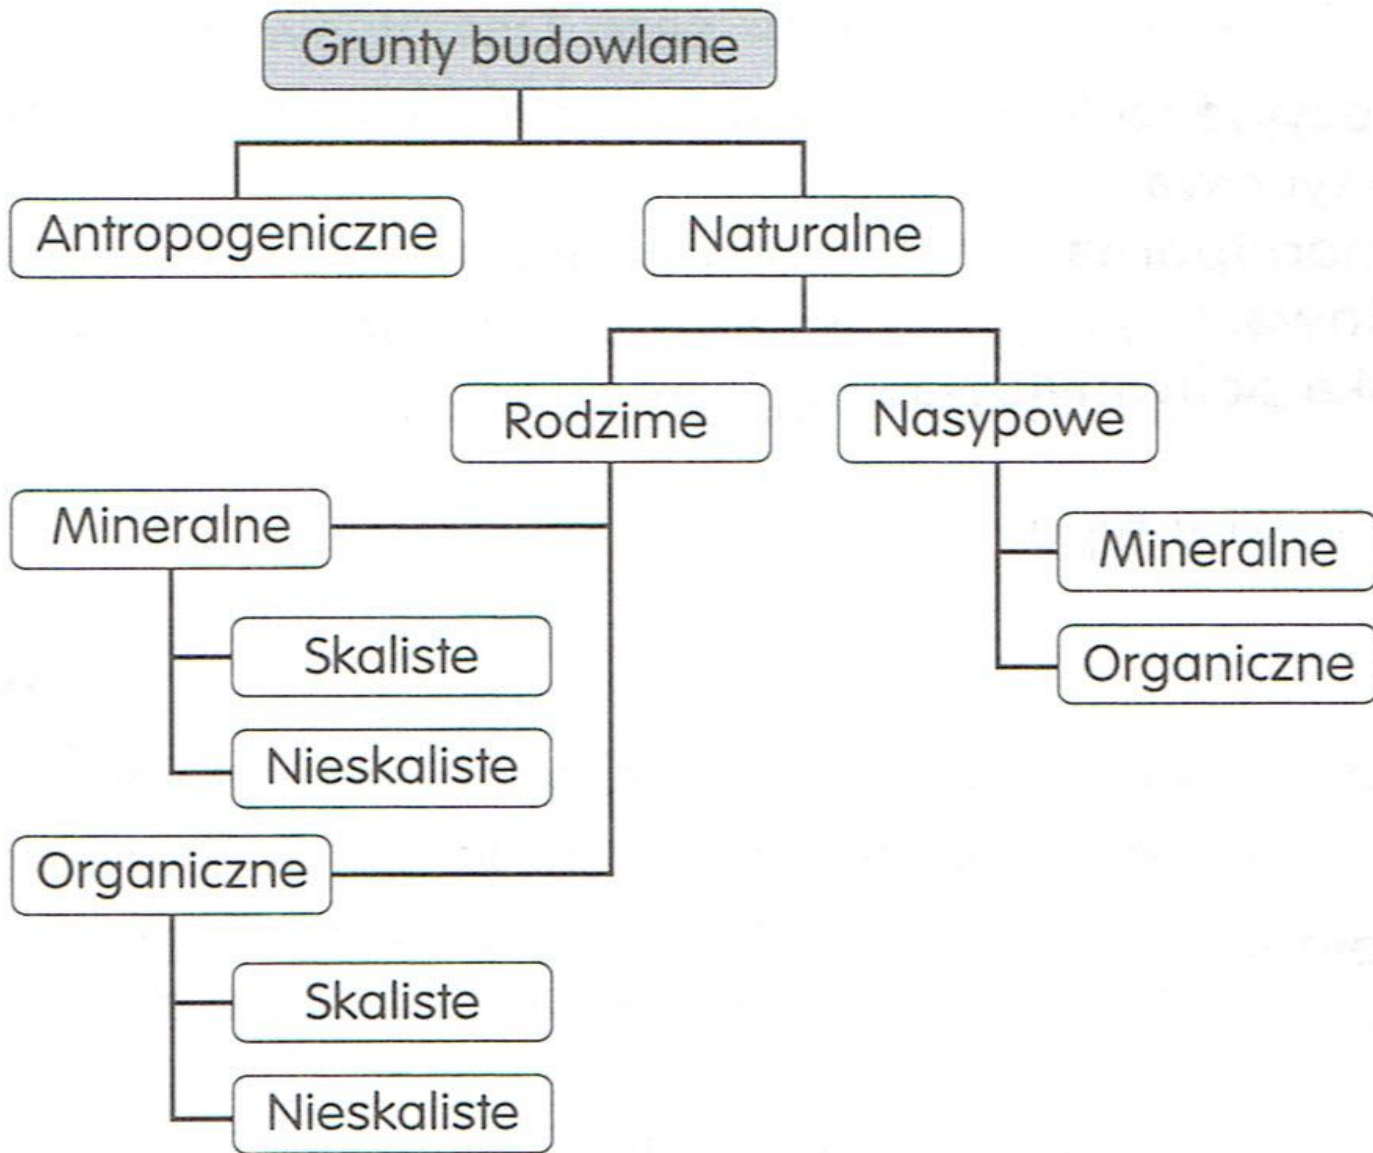 Grunty budowlane
Antropogeniczne
Naturalne
Rodzime
Nasypowe
Mineralne
Skaliste
Nieskaliste
Organiczne
Skaliste
Nieskaliste
Mineralne
Organiczne